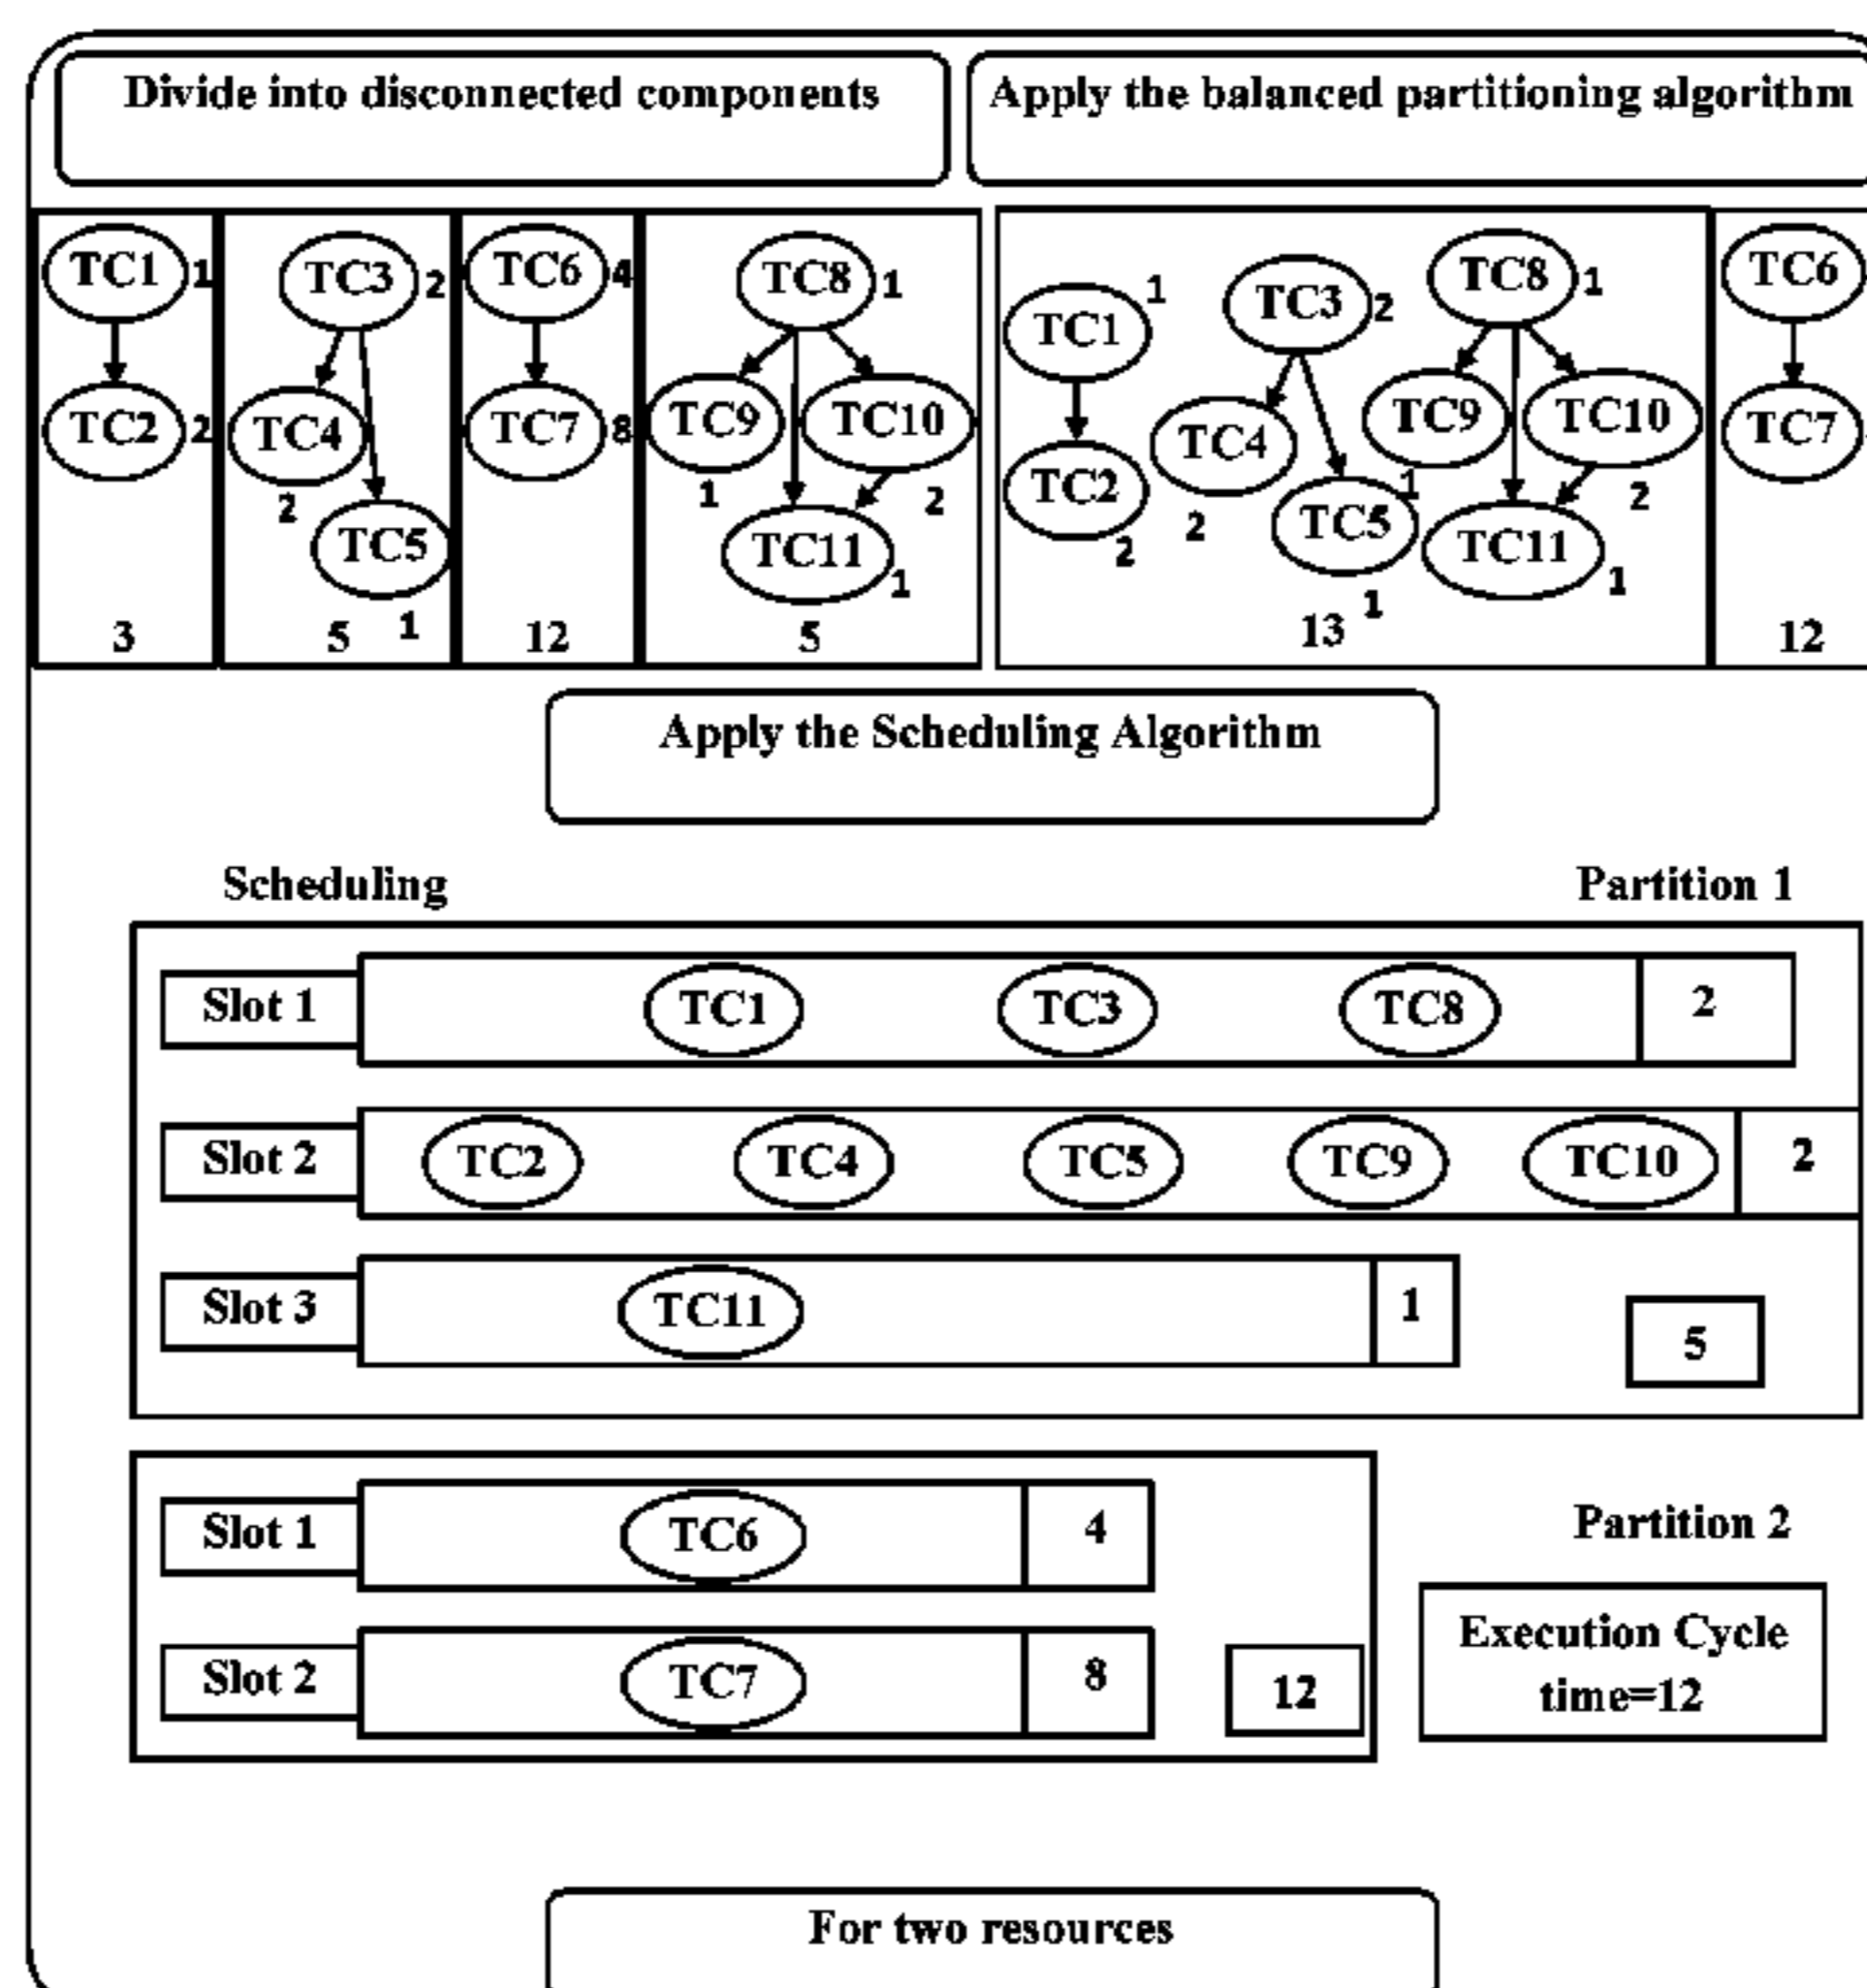 Divide into disconnected components
Apply the balanced partitioning algorithm
TC1 1
TC2 2
3
TC3 2
TC4
2
TC5
5 1
TC6 4
TC7 8
12
TC8 1
TC9 TC10
1 2
TC11 1
5
TC1 1
TC2
2
TC3 2
TC4
2
TC5
1
TC8 1
TC9 TC10
1 2
TC11 1
13
TC6
TC7
12
Apply the Scheduling Algorithm
Scheduling Partition 1
Slot 1 TC1 TC3 TC8 2
Slot 2 TC2 TC4 TC5 TC9 TC10 2
Slot 3 TC11 1
5
Slot 1 TC6 4
Partition 2
Slot 2 TC7 8
12
Execution Cycle
time=12
For two resources